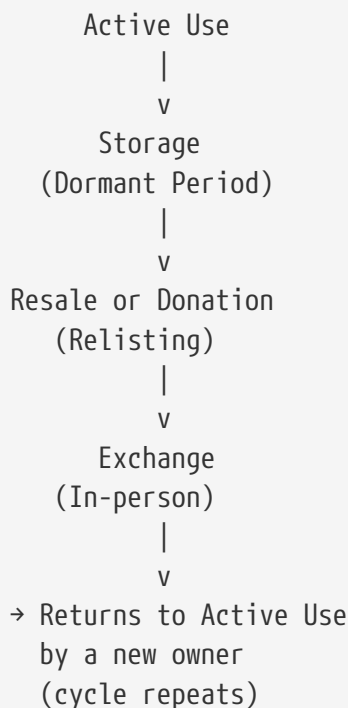 Active Use
|
v
Storage
(Dormant Period)
|
v
Resale or Donation
(Relisting)
|
v
Exchange
(In-person)
|
v
→ Returns to Active Use
by a new owner
(cycle repeats)